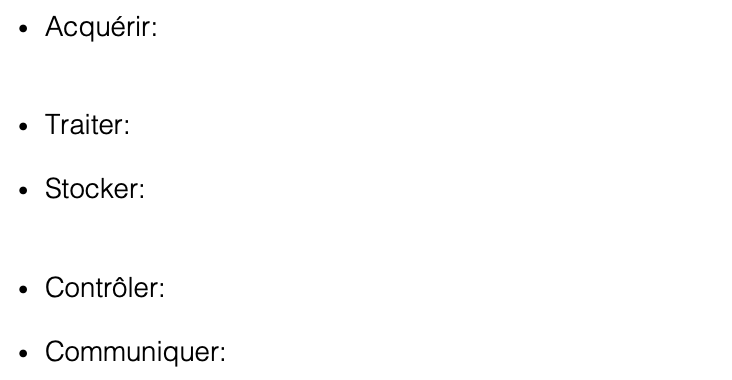 • Acquérir:
• Traiter:
• Stocker:
• Contrôler:
• Communiquer: